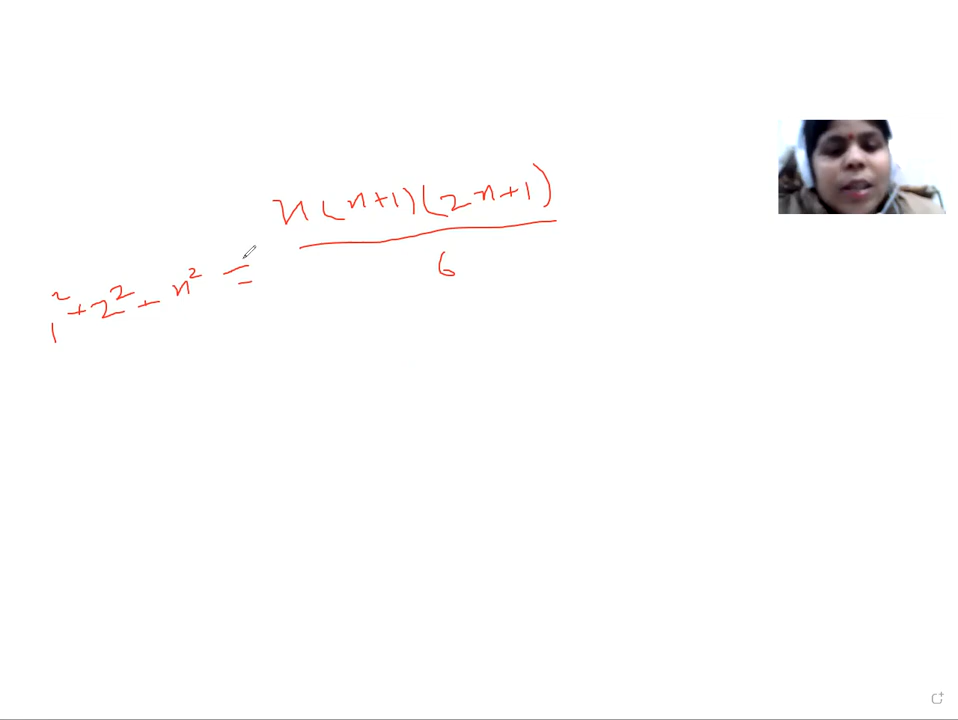 1² + 2² + n² = n(n+1)(2n+1)
6